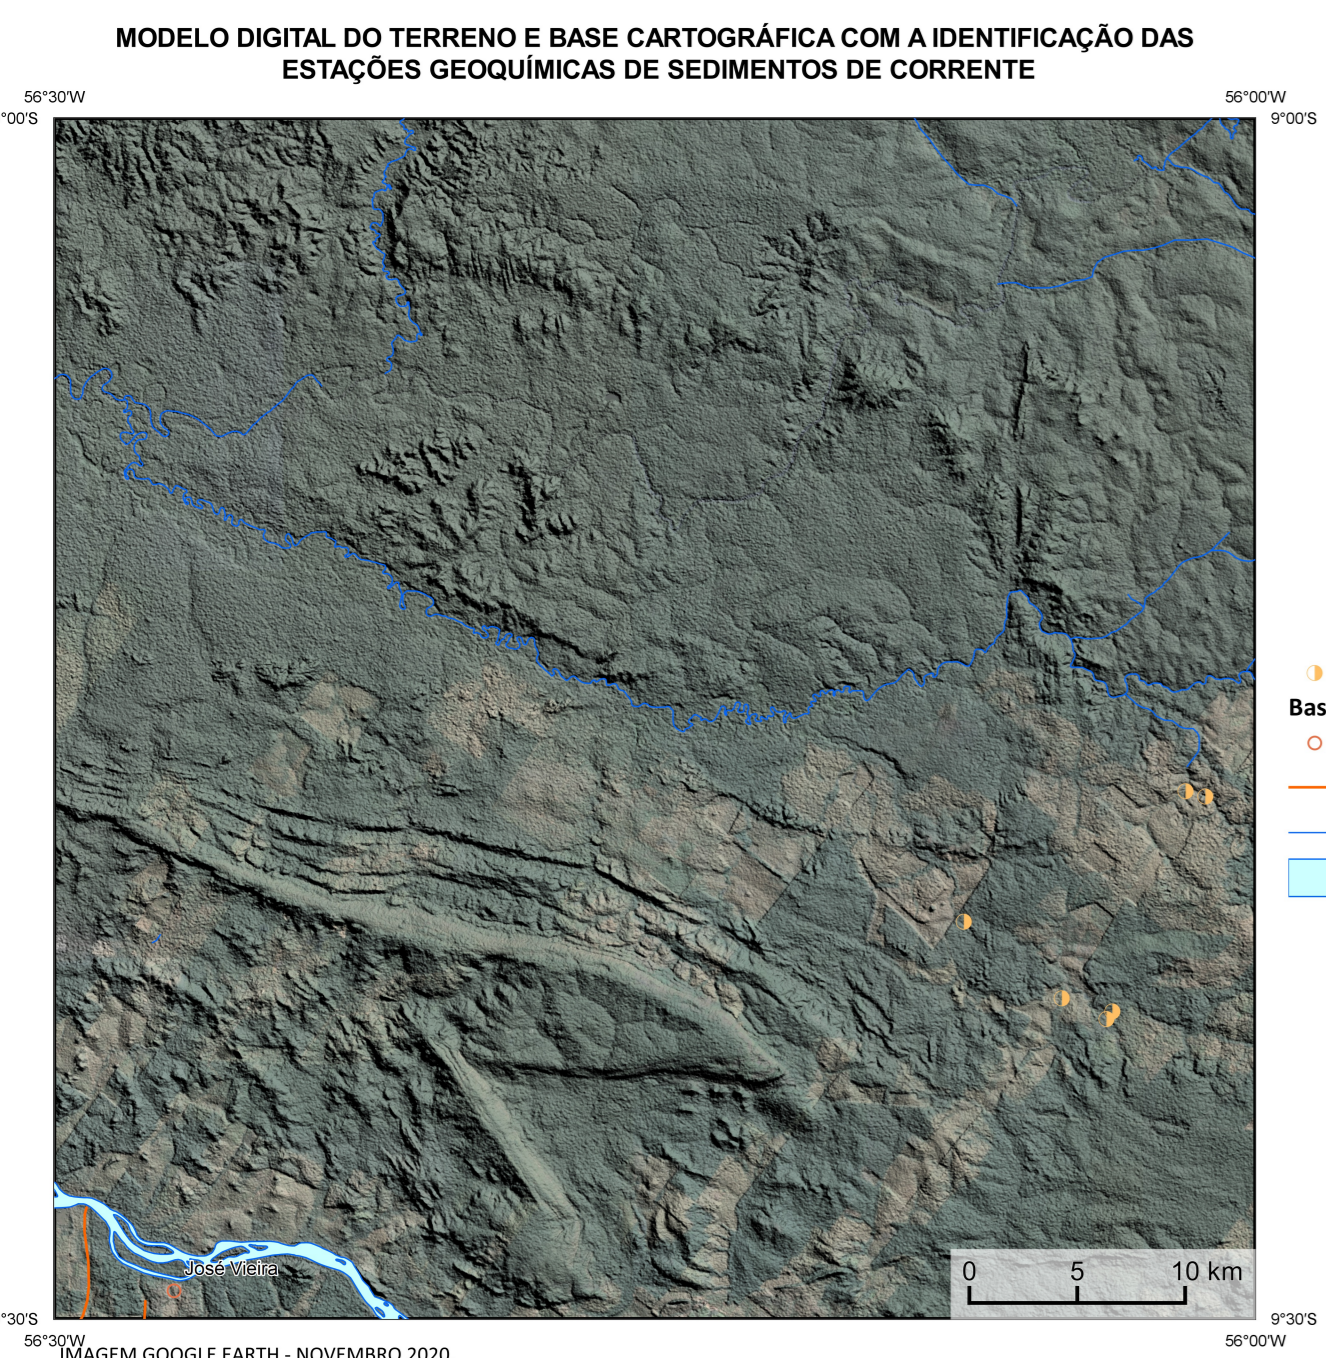 MODELO DIGITAL DO TERRENO E BASE CARTOGRÁFICA COM A IDENTIFICAÇÃO DAS
ESTAÇÕES GEOQUÍMICAS DE SEDIMENTOS DE CORRENTE
56°30'W
56°00'W
°00'S
9°00'S
Bas
José Vieira
0 5 10 km
°30'S
9°30'S
56°30'W
56°00'W
IMAGEM GOOGLE EARTH - NOVEMBRO 2020